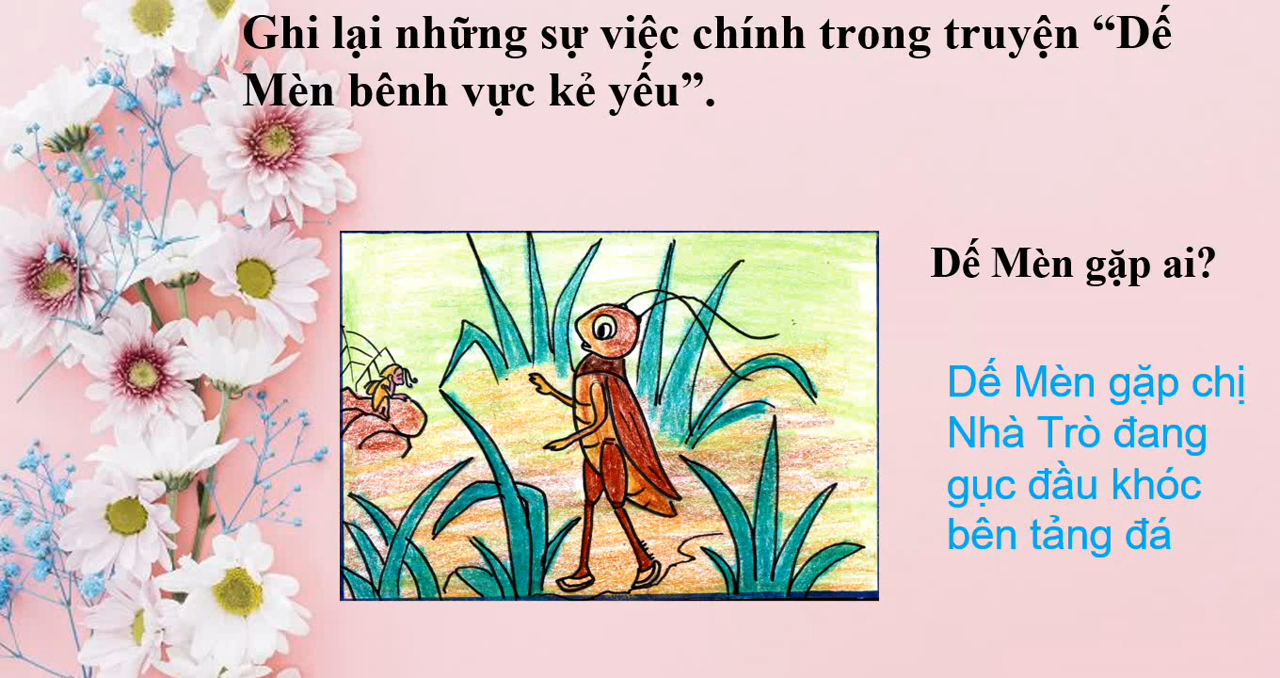 Ghi lại những sự việc chính trong truyện “Dế
Mèn bênh vực kẻ yếu”.
Dế Mèn gặp ai?
Dế Mèn gặp chị
Nhà Trò đang
gục đầu khóc
bên tảng đá